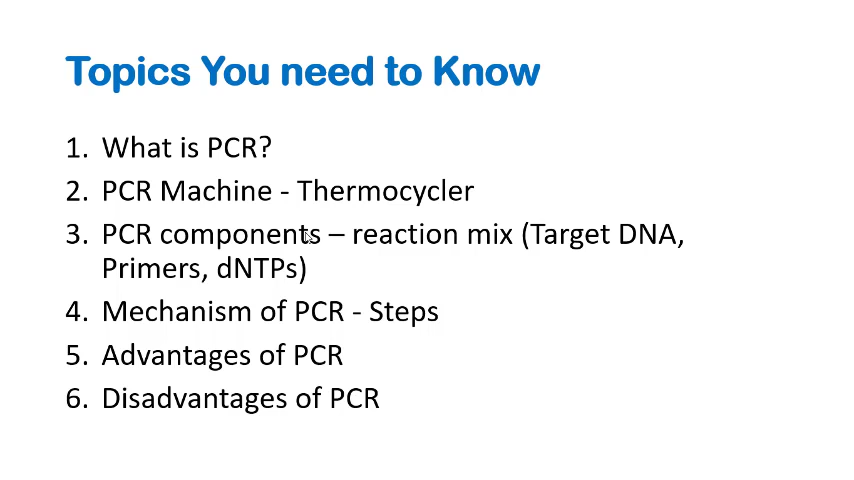 Topics You need to Know
1. What is PCR?
2. PCR Machine - Thermocycler
3. PCR components – reaction mix (Target DNA,
Primers, dNTPs)
4. Mechanism of PCR - Steps
5. Advantages of PCR
6. Disadvantages of PCR